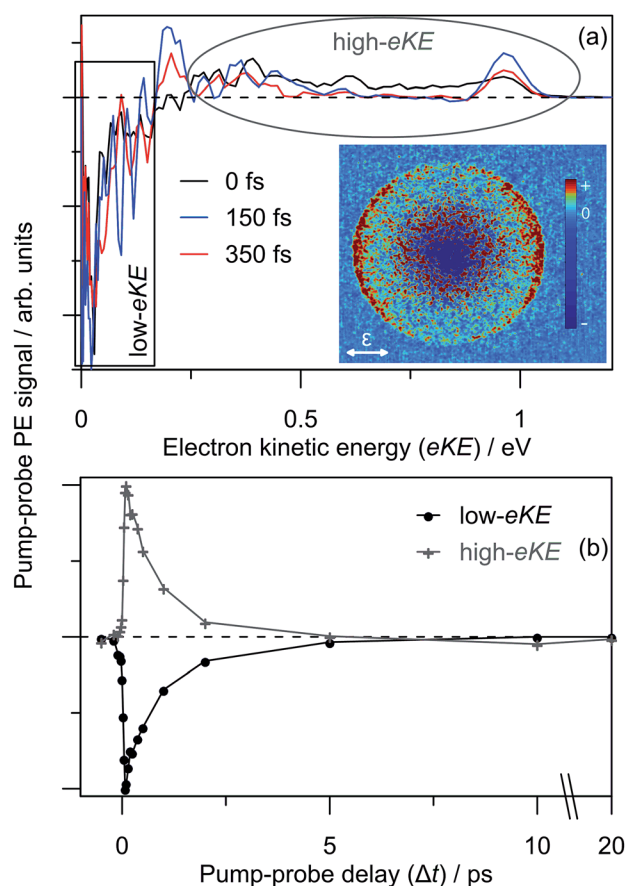 (a)
high-eKE
0 fs
150 fs
350 fs
low-eKE
+
0
-
ε
0
0.5
1
Electron kinetic energy (eKE) / eV
Pump-probe PE signal / arb. units
low-eKE
high-eKE
(b)
0
5
10
20
Pump-probe delay (Δt) / ps